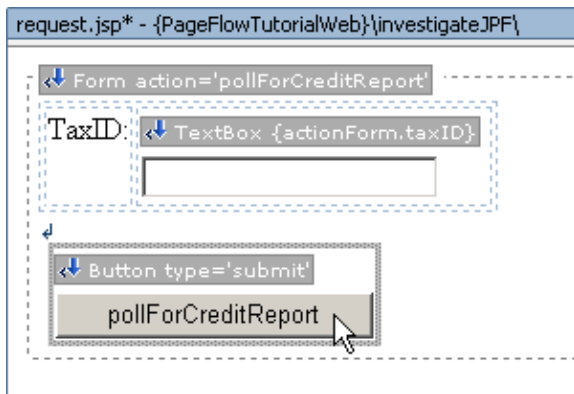 request.jsp* - {PageFlowTutorialWeb}\investigateJPF\
Form action='pollForCreditReport'
TaxID: TextBox {actionForm.taxID}
Button type='submit'
pollForCreditReport